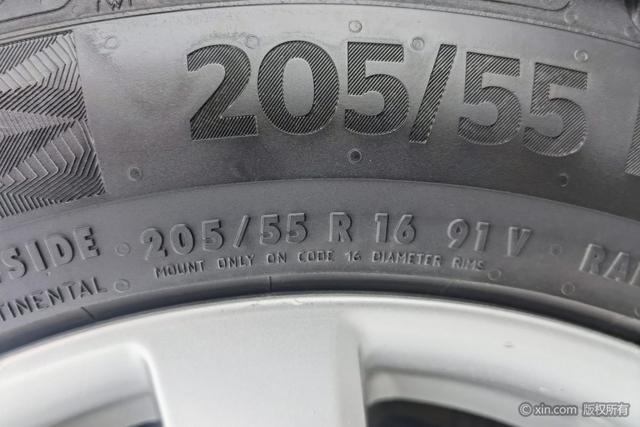 205/55
SIDE 205/55 R 16 91 V
MOUNT ONLY ON CODE 16 DIAMETER RIMS
TINENTAL
© xin.com 版权所有